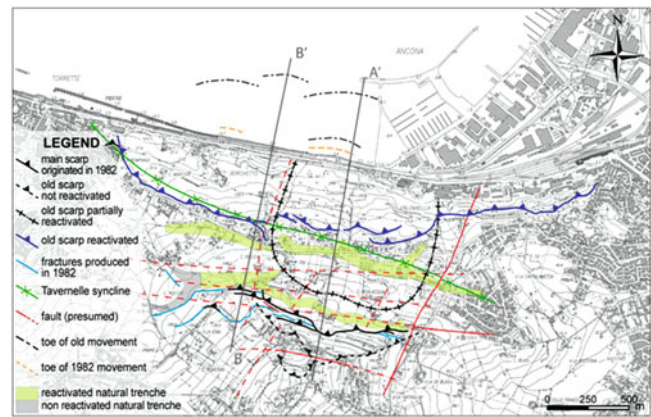 N
B'
A'
ANCONA
TORRETTE
LEGEND
main scarp
originated in 1982
old scarp
not reactivated
old scarp partially
reactivated
old scarp reactivated
fractures produced
in 1982
Tavernelle syncline
fault (presumed)
toe of old movement
toe of 1982 movement
reactivated natural trenche
non reactivated natural trenche
B
A
0 250 500
m